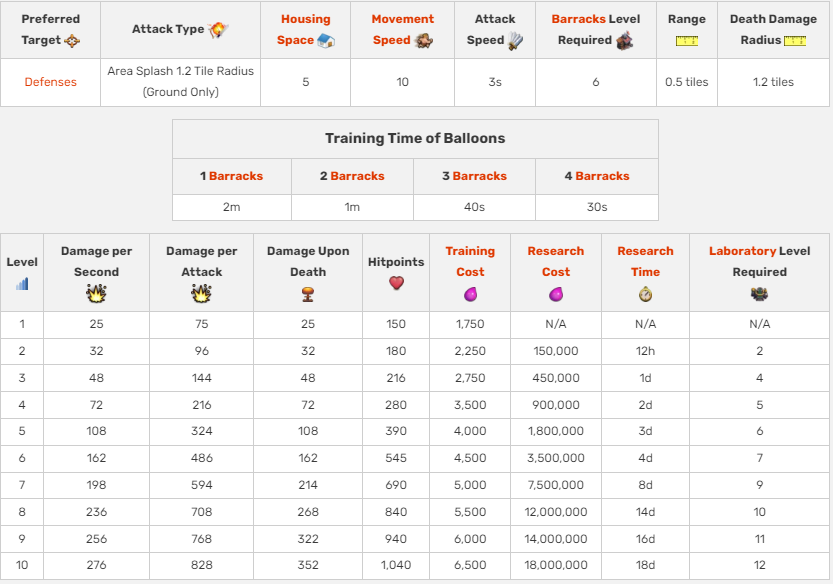 Preferred Target Attack Type Housing Space Movement Speed Attack Speed Barracks Level Required Range Death Damage Radius
Defenses Area Splash 1.2 Tile Radius (Ground Only) 5 10 3s 6 0.5 tiles 1.2 tiles
Training Time of Balloons
1 Barracks 2 Barracks 3 Barracks 4 Barracks
2m 1m 40s 30s
Level Damage per Second Damage per Attack Damage Upon Death Hitpoints Training Cost Research Cost Research Time Laboratory Level Required
1 25 75 25 150 1,750 N/A N/A N/A
2 32 96 32 180 2,250 150,000 12h 2
3 48 144 48 216 2,750 450,000 1d 4
4 72 216 72 280 3,500 900,000 2d 5
5 108 324 108 390 4,000 1,800,000 3d 6
6 162 486 162 545 4,500 3,500,000 4d 7
7 198 594 214 690 5,000 7,500,000 8d 9
8 236 708 268 840 5,500 12,000,000 14d 10
9 256 768 322 940 6,000 14,000,000 16d 11
10 276 828 352 1,040 6,500 18,000,000 18d 12